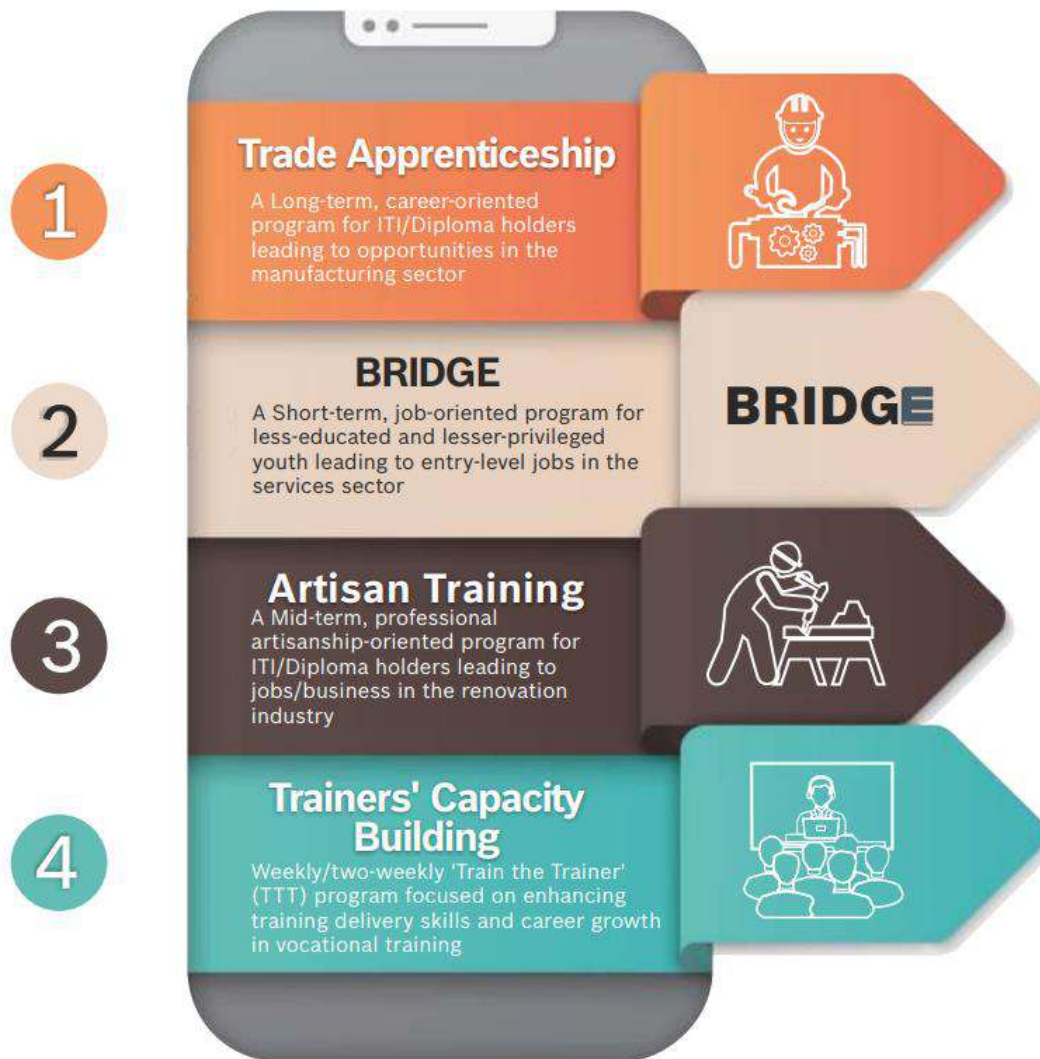 1
Trade Apprenticeship
A Long-term, career-oriented
program for ITI/Diploma holders
leading to opportunities in the
manufacturing sector
2
BRIDGE
A Short-term, job-oriented program for
less-educated and lesser-privileged
youth leading to entry-level jobs in the
services sector
BRIDGE
3
Artisan Training
A Mid-term, professional
artisanship-oriented program for
ITI/Diploma holders leading to
jobs/business in the renovation
industry
4
Trainers' Capacity
Building
Weekly/two-weekly 'Train the Trainer'
(TTT) program focused on enhancing
training delivery skills and career growth
in vocational training